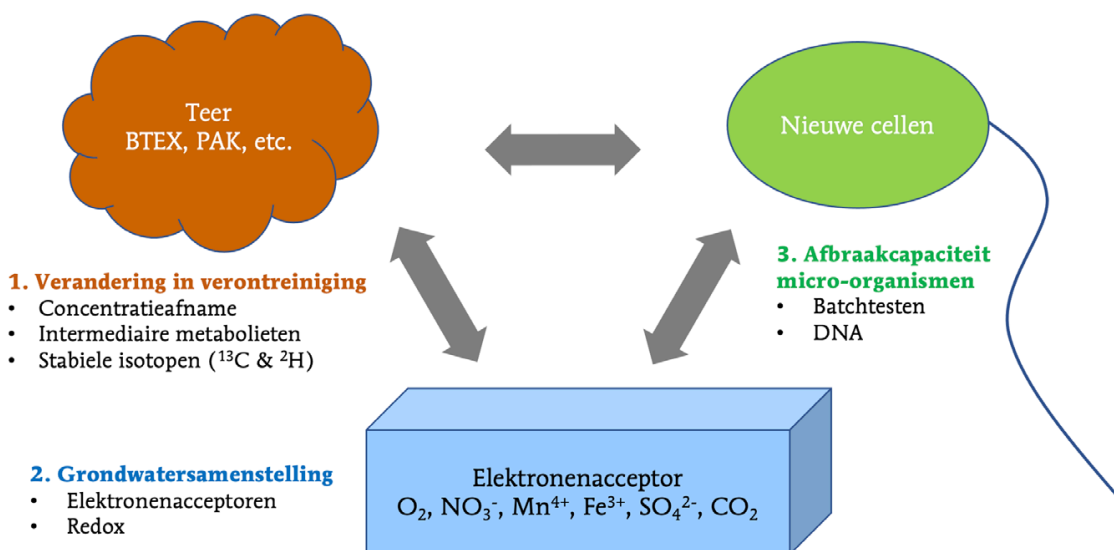 Teer
BTEX, PAK, etc.
Nieuwe cellen
1. Verandering in verontreiniging
• Concentratieafname
• Intermediaire metabolieten
• Stabiele isotopen (¹³C & ²H)
3. Afbraakcapaciteit
micro-organismen
• Batchtesten
• DNA
2. Grondwatersamenstelling
• Elektronenacceptoren
• Redox
Elektronenacceptor
O₂, NO₃⁻, Mn⁴⁺, Fe³⁺, SO₄²⁻, CO₂